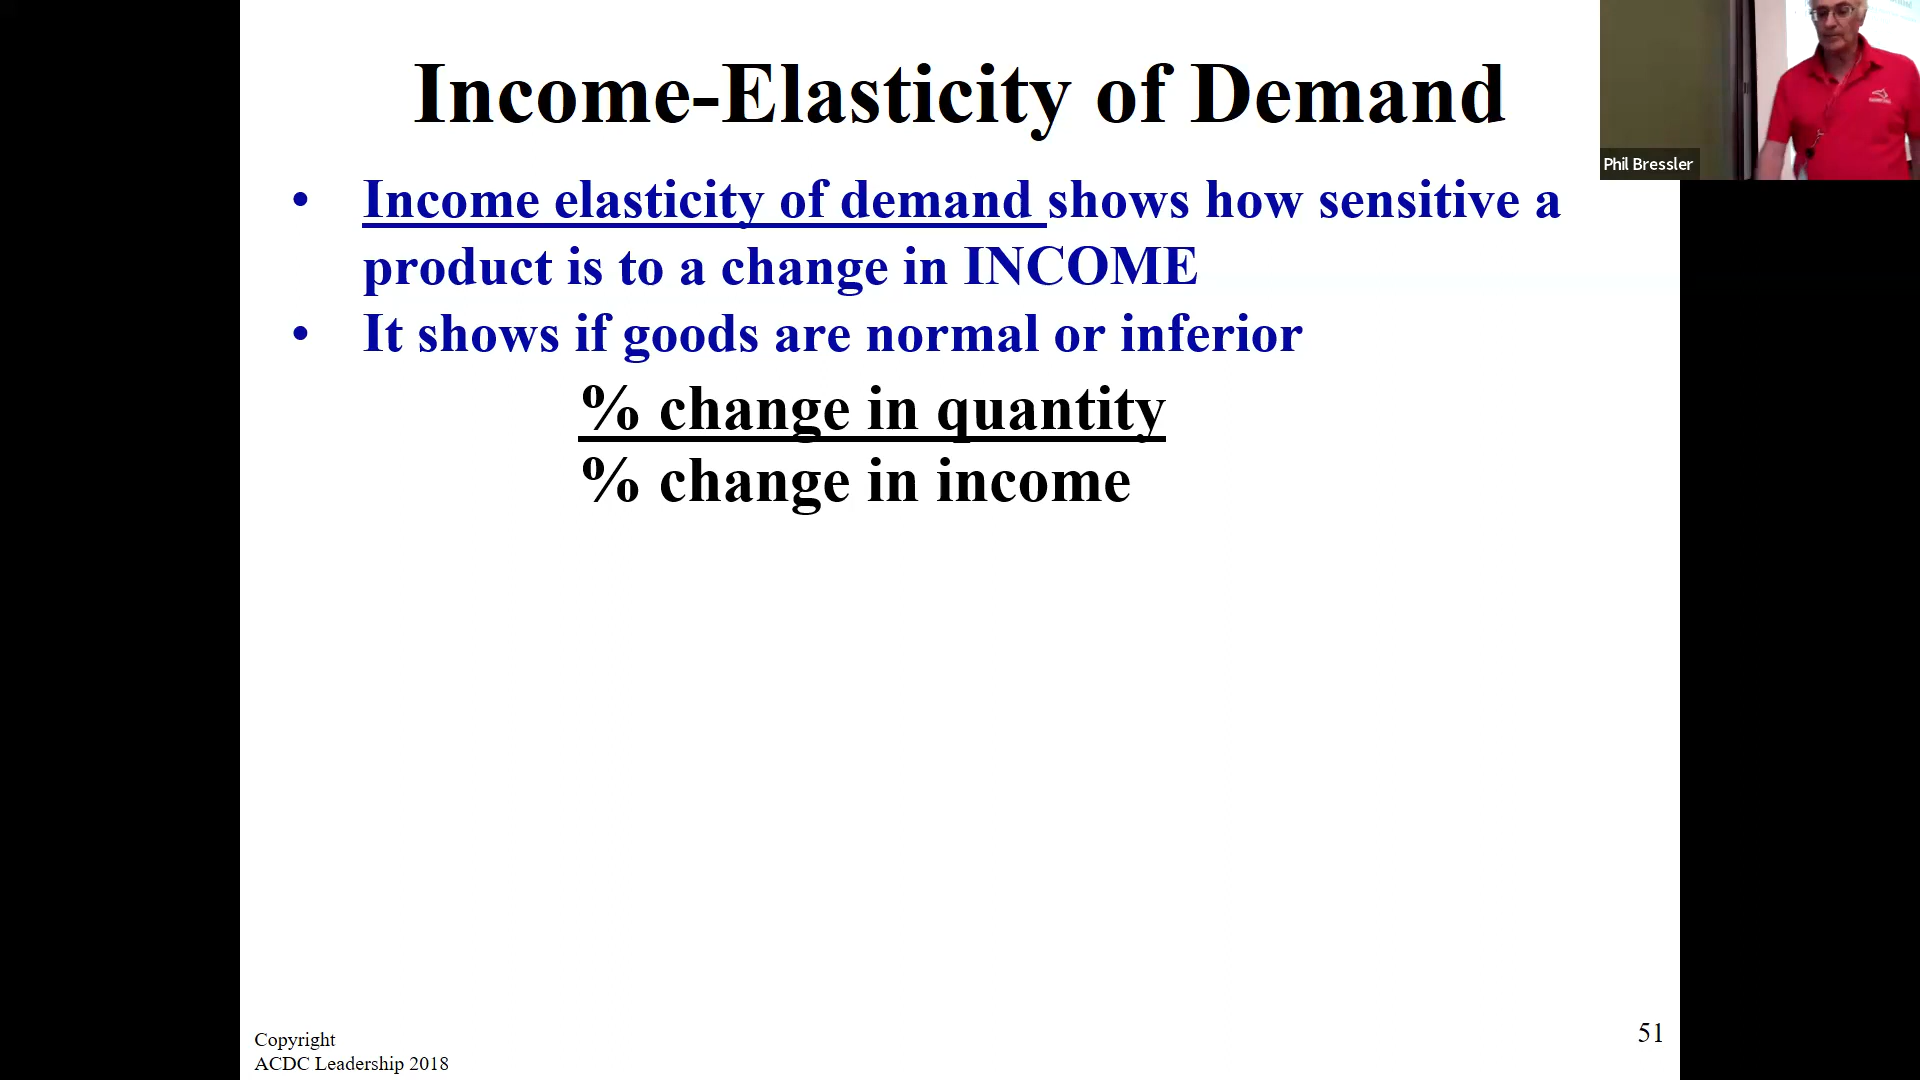 Income-Elasticity of Demand
Phil Bressler
• Income elasticity of demand shows how sensitive a
product is to a change in INCOME
• It shows if goods are normal or inferior
% change in quantity
% change in income
Copyright
ACDC Leadership 2018
51